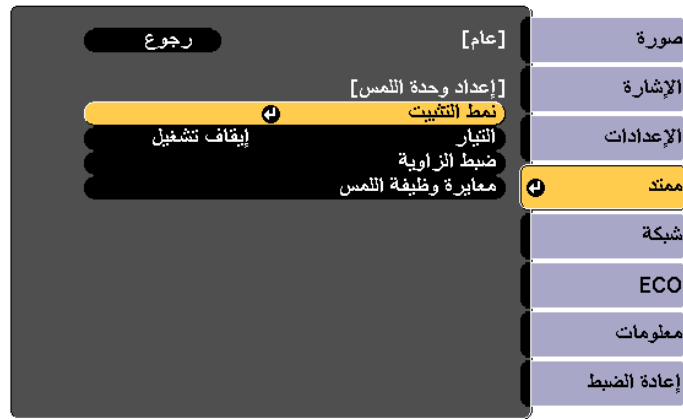 [عام] رجوع
[إعداد وحدة اللمس]
نمط التثبيت
التيار إيقاف تشغيل
ضبط الزاوية
معايرة وظيفة اللمس
صورة
الإشارة
الإعدادات
ممتد
شبكة
ECO
معلومات
إعادة الضبط